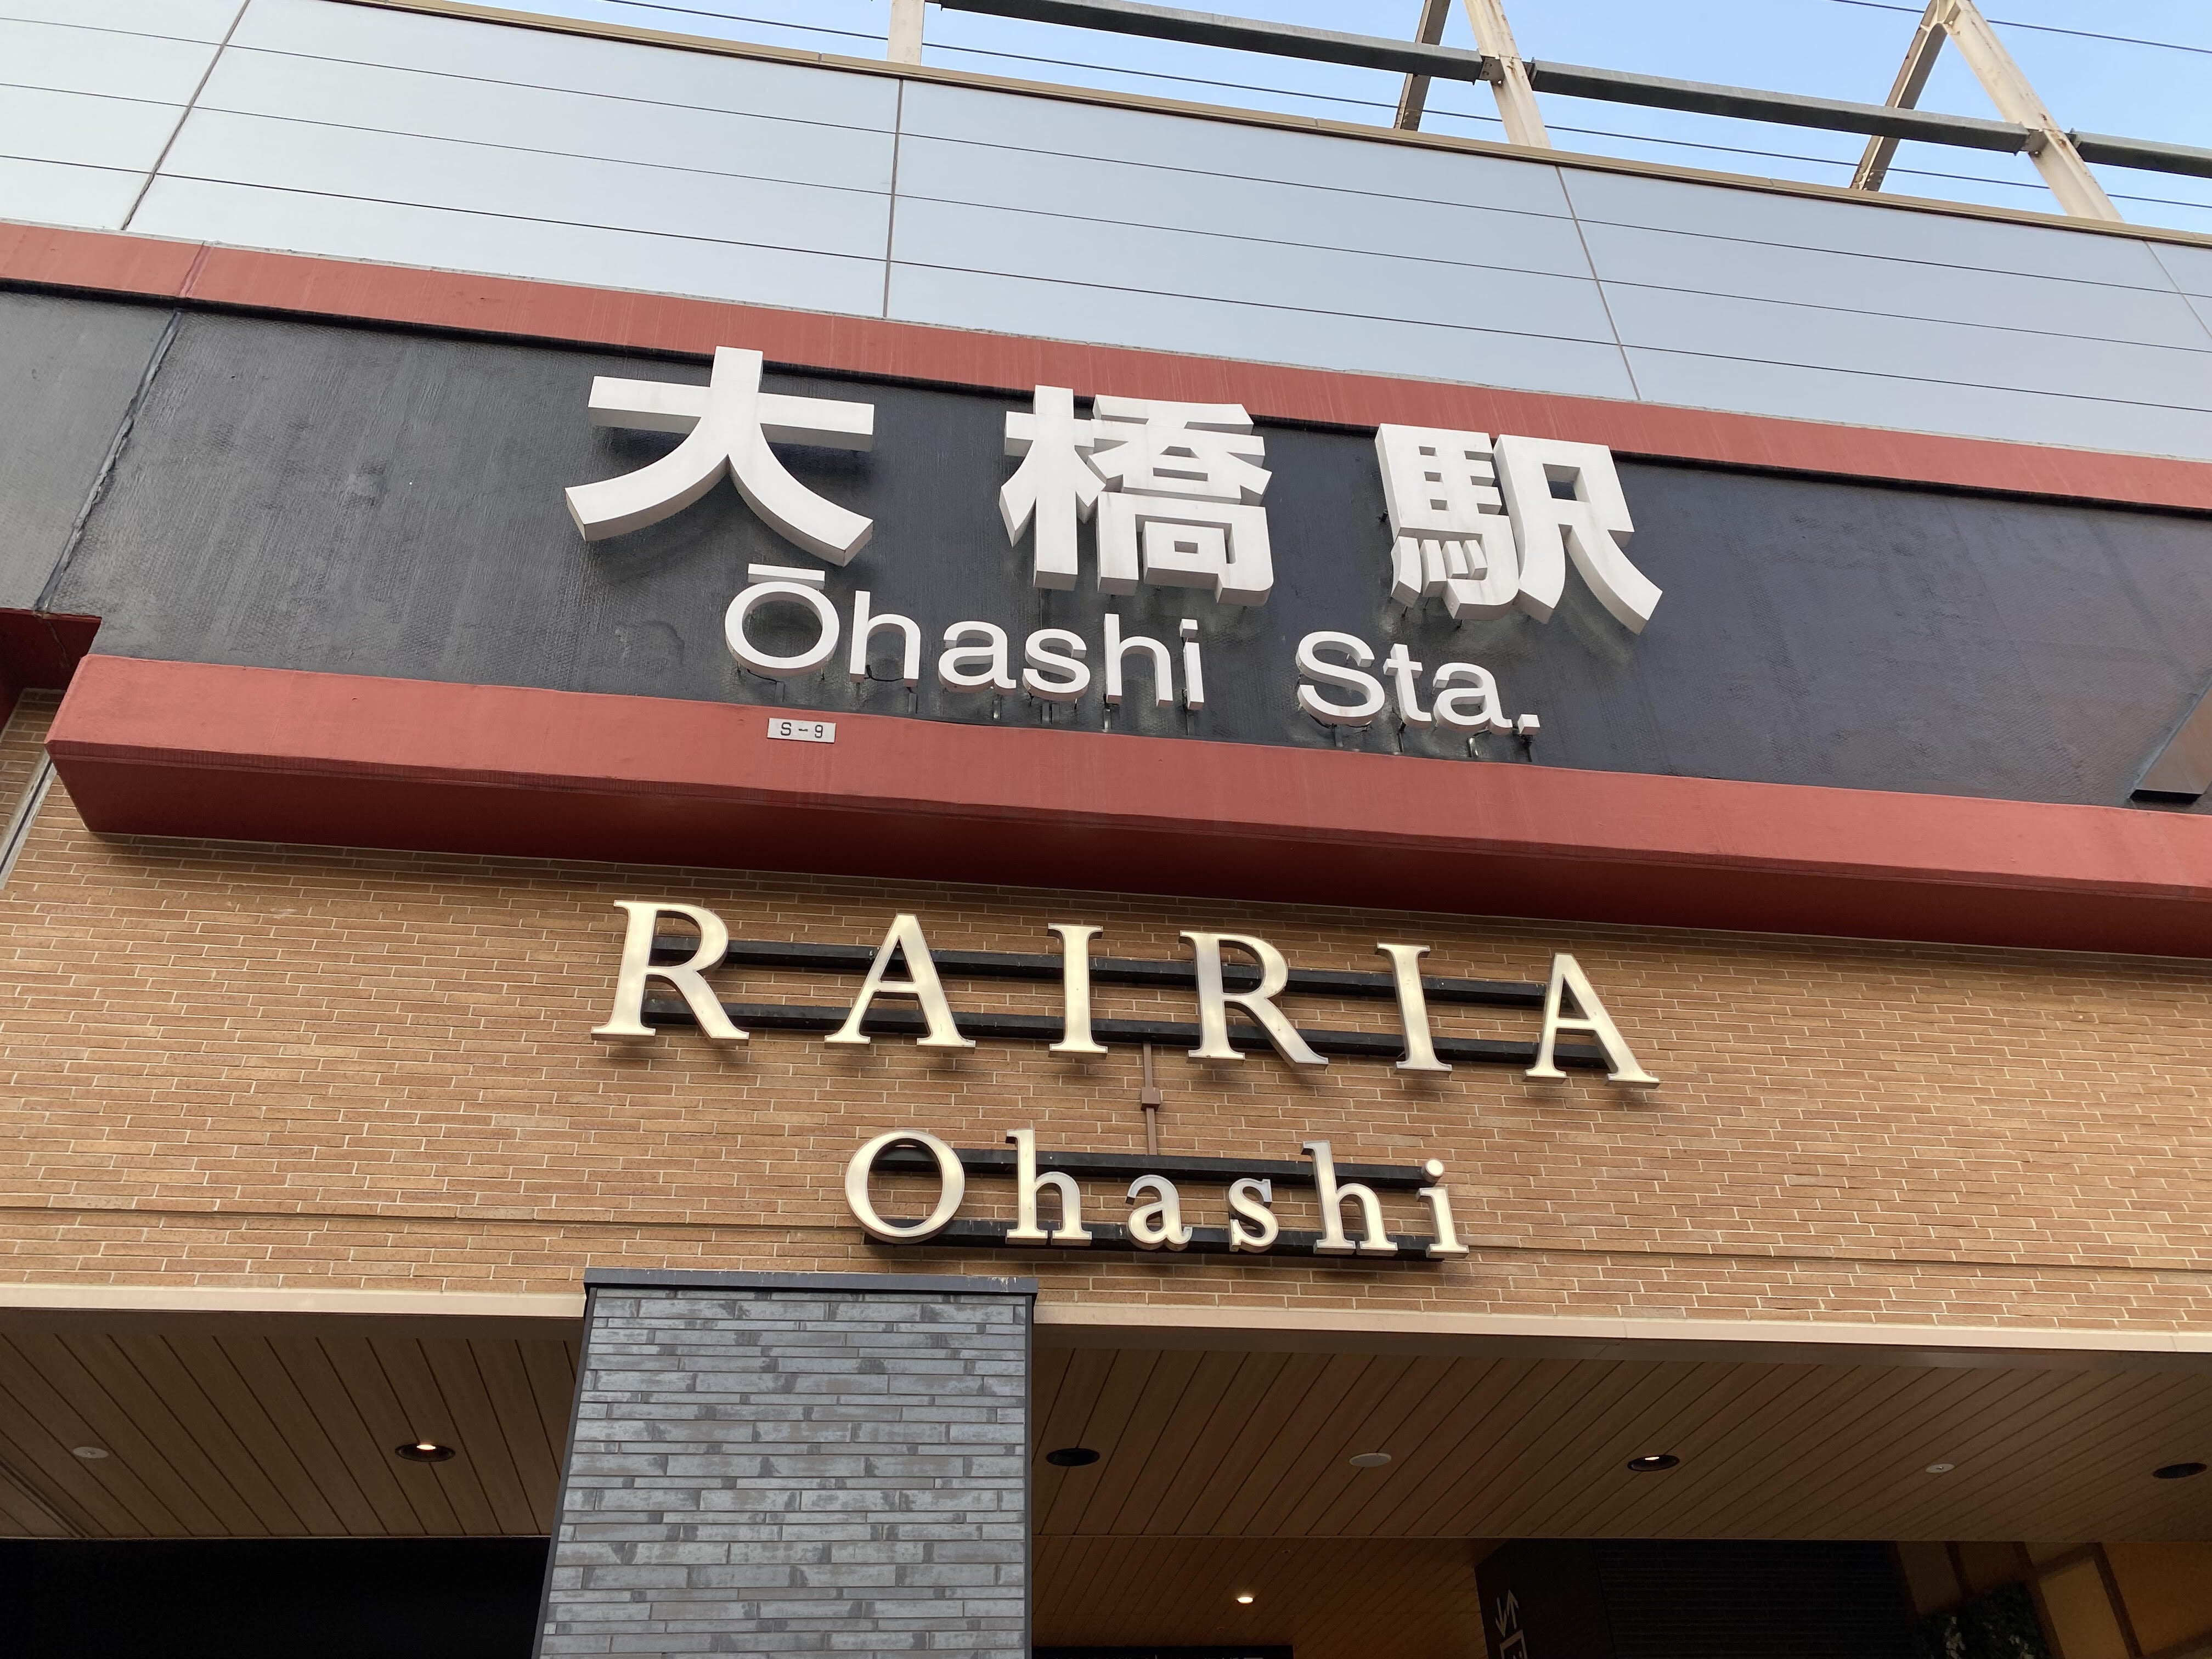 大橋駅
Ōhashi Sta.
S-9
RAIRIA
Ohashi